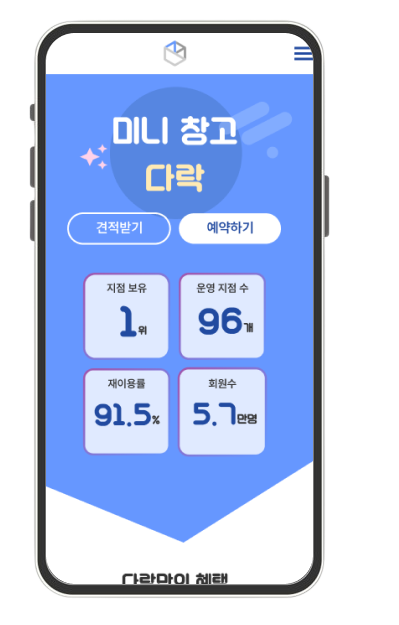 미니 창고
다락
견적받기 예약하기
지점 보유 운영 지점 수
1위 96개
재이용률 회원수
91.5% 5.7만명
다락만의 혜택